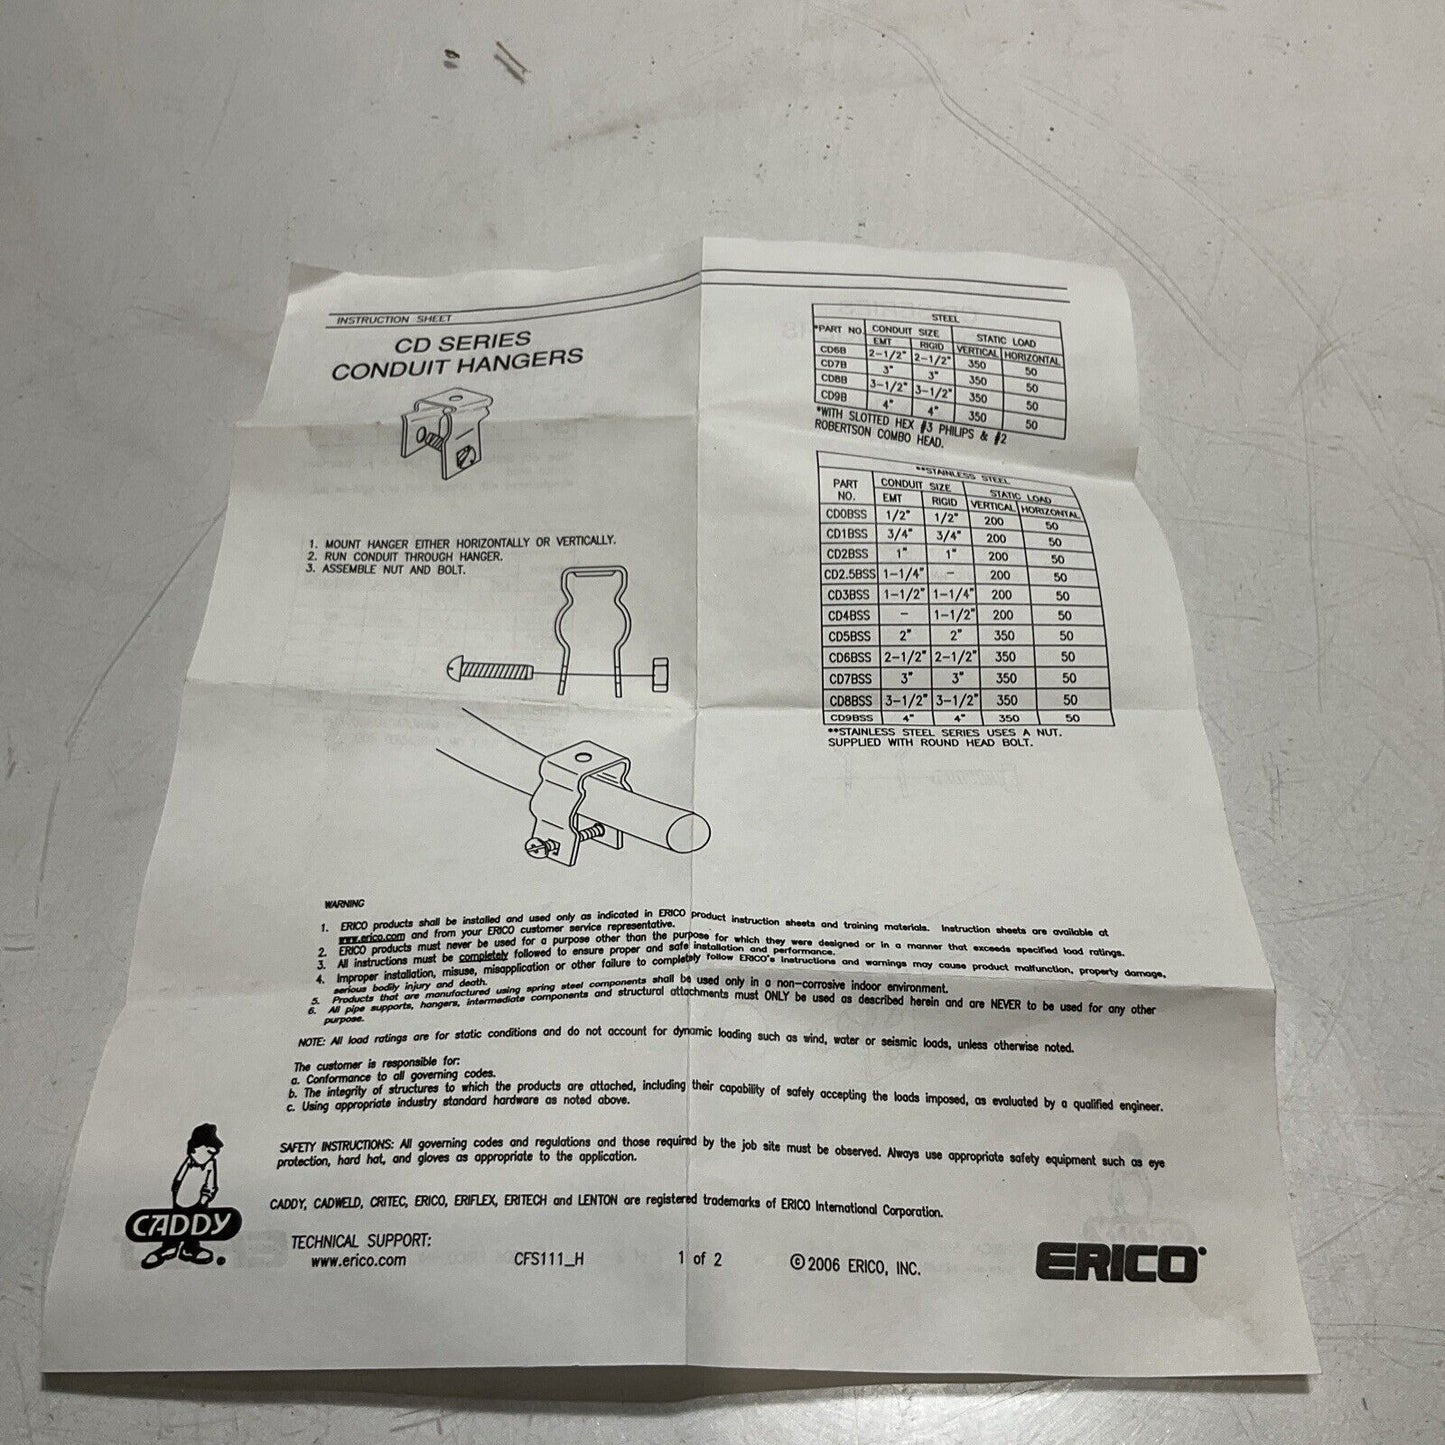 INSTRUCTION SHEET
CD SERIES
CONDUIT HANGERS
1. MOUNT HANGER EITHER HORIZONTALLY OR VERTICALLY.
2. RUN CONDUIT THROUGH HANGER.
3. ASSEMBLE NUT AND BOLT.
STEEL
*PART NO. CONDUIT SIZE STATIC LOAD
EMT RIGID VERTICAL HORIZONTAL
CD6B 2-1/2" 2-1/2" 350 50
CD7B 3" 3" 350 50
CD8B 3-1/2" 3-1/2" 350 50
CD9B 4" 4" 350 50
*WITH SLOTTED HEX #3 PHILIPS & #2
ROBERTSON COMBO HEAD.
**STAINLESS STEEL
PART NO. CONDUIT SIZE STATIC LOAD
EMT RIGID VERTICAL HORIZONTAL
CD0BSS 1/2" 1/2" 200 50
CD1BSS 3/4" 3/4" 200 50
CD2BSS 1" 1" 200 50
CD2.5BSS 1-1/4" - 200 50
CD3BSS 1-1/2" 1-1/4" 200 50
CD4BSS - 1-1/2" 200 50
CD5BSS 2" 2" 350 50
CD6BSS 2-1/2" 2-1/2" 350 50
CD7BSS 3" 3" 350 50
CD8BSS 3-1/2" 3-1/2" 350 50
CD9BSS 4" 4" 350 50
**STAINLESS STEEL SERIES USES A NUT.
SUPPLIED WITH ROUND HEAD BOLT.
WARNING
1. ERICO products shall be installed and used only as indicated in ERICO product instruction sheets and training materials. Instruction sheets are available at
www.erico.com and from your ERICO customer service representative.
2. ERICO products must never be used for a purpose other than the purpose for which they were designed or in a manner that exceeds specified load ratings.
3. All instructions must be completely followed to ensure proper and safe installation and performance.
4. Improper installation, misuse, misapplication or other failure to completely follow ERICO's instructions and warnings may cause product malfunction, property damage,
serious bodily injury and death.
5. Products that are manufactured using spring steel components shall be used only in a non-corrosive indoor environment.
6. All pipe supports, hangers, intermediate components and structural attachments must ONLY be used as described herein and are NEVER to be used for any other
purpose.
NOTE: All load ratings are for static conditions and do not account for dynamic loading such as wind, water or seismic loads, unless otherwise noted.
The customer is responsible for:
a. Conformance to all governing codes.
b. The integrity of structures to which the products are attached, including their capability of safely accepting the loads imposed, as evaluated by a qualified engineer.
c. Using appropriate industry standard hardware as noted above.
SAFETY INSTRUCTIONS: All governing codes and regulations and those required by the job site must be observed. Always use appropriate safety equipment such as eye
protection, hard hat, and gloves as appropriate to the application.
CADDY, CADWELD, CRITEC, ERICO, ERIFLEX, ERITECH and LENTON are registered trademarks of ERICO International Corporation.
CADDY
TECHNICAL SUPPORT:
www.erico.com CFS111_H 1 of 2 ©2006 ERICO, INC.
ERICO